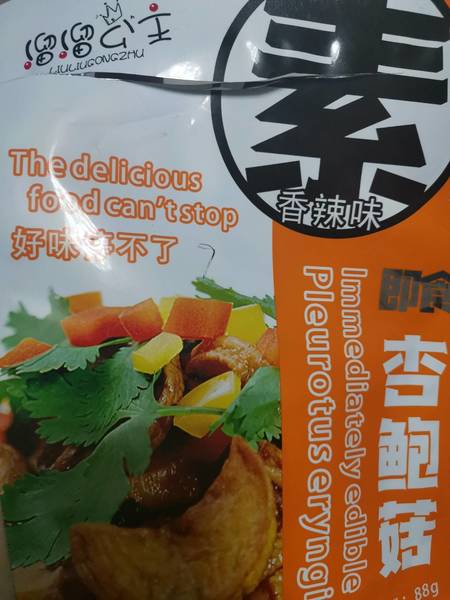 溜溜公主
LIULIUGONGZHU
素
香辣味
The delicious
food can't stop
好味停不了
即食
杏鲍菇
Immediately edible
Pleurotus eryngi
88g